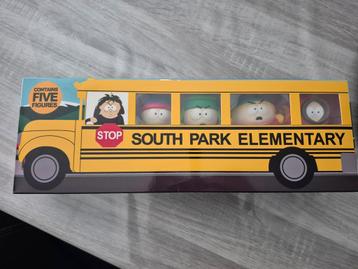 CONTAINS
FIVE
FIGURES
STOP
SOUTH PARK ELEMENTARY